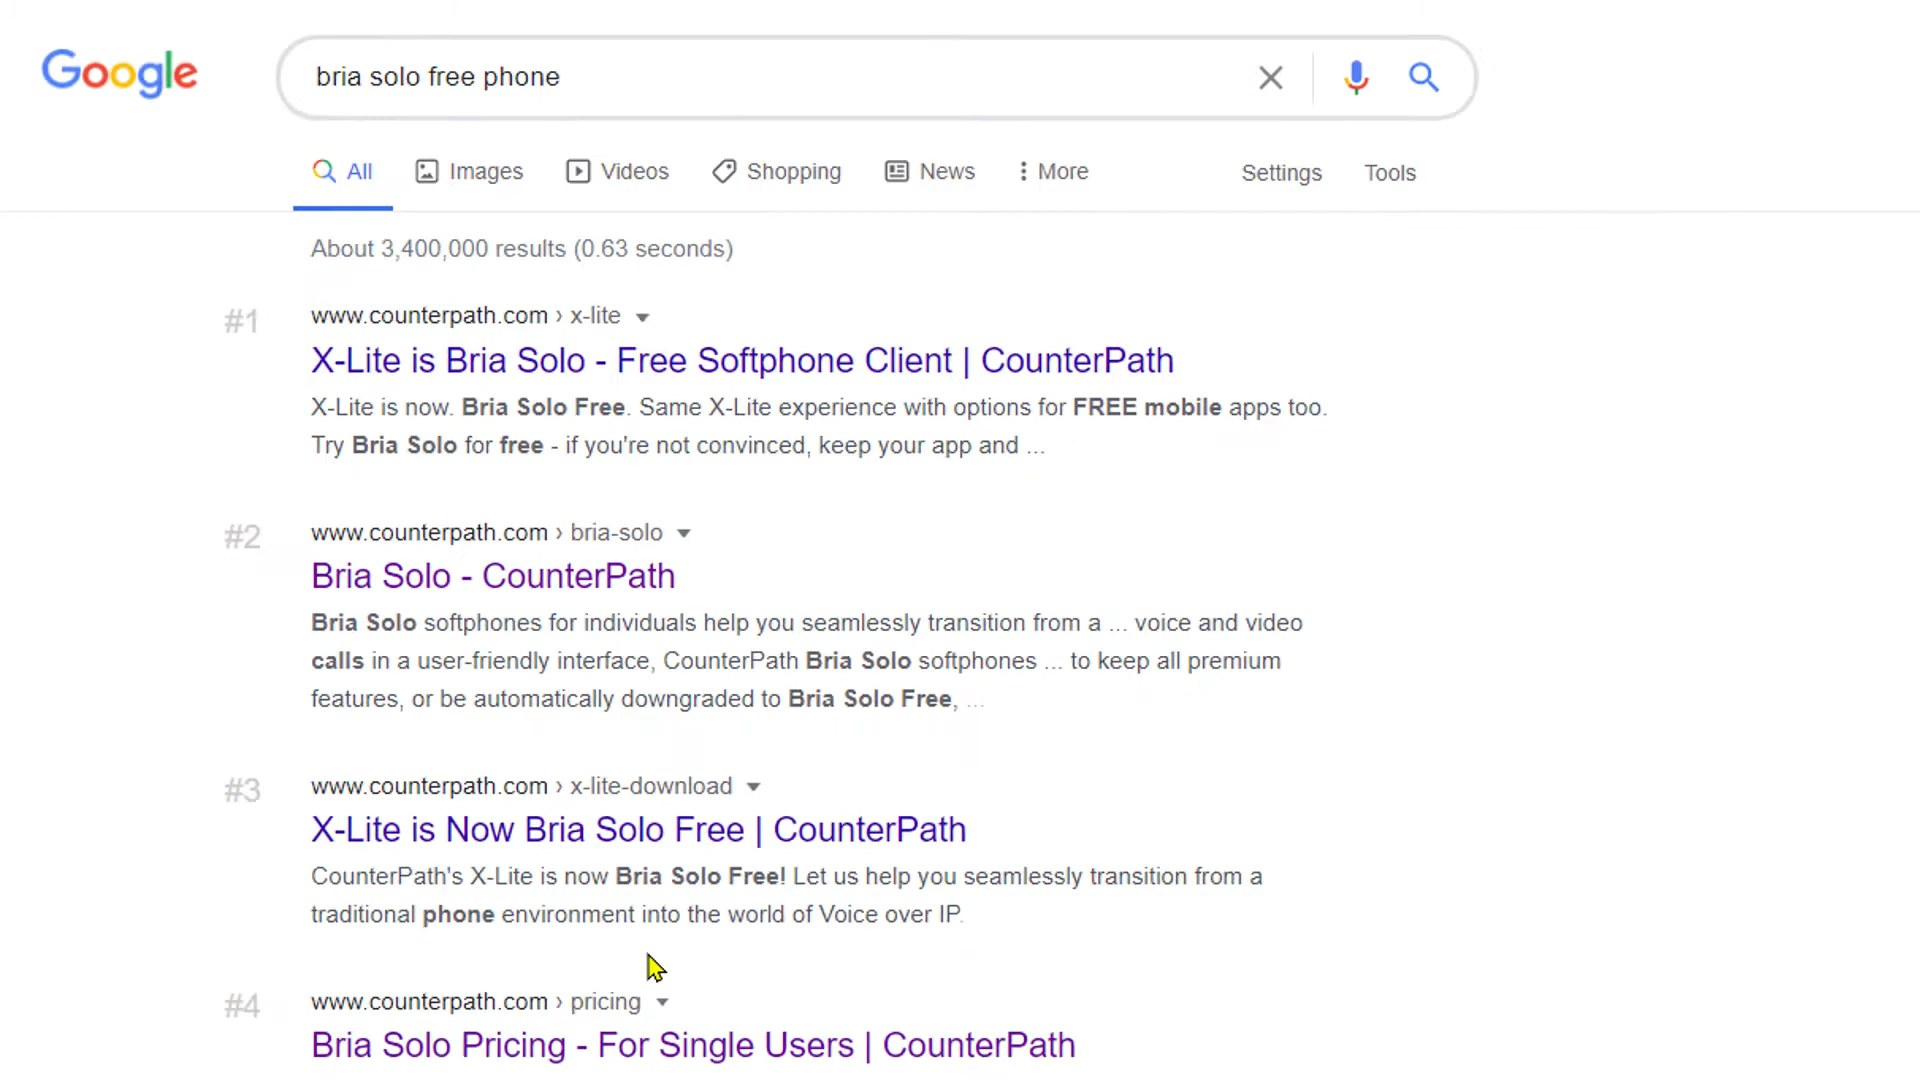 Google
bria solo free phone
All Images Videos Shopping News More Settings Tools
About 3,400,000 results (0.63 seconds)
#1
www.counterpath.com › x-lite
X-Lite is Bria Solo - Free Softphone Client | CounterPath
X-Lite is now. Bria Solo Free. Same X-Lite experience with options for FREE mobile apps too.
Try Bria Solo for free - if you're not convinced, keep your app and ...
#2
www.counterpath.com › bria-solo
Bria Solo - CounterPath
Bria Solo softphones for individuals help you seamlessly transition from a ... voice and video
calls in a user-friendly interface, CounterPath Bria Solo softphones ... to keep all premium
features, or be automatically downgraded to Bria Solo Free, ...
#3
www.counterpath.com › x-lite-download
X-Lite is Now Bria Solo Free | CounterPath
CounterPath's X-Lite is now Bria Solo Free! Let us help you seamlessly transition from a
traditional phone environment into the world of Voice over IP.
#4
www.counterpath.com › pricing
Bria Solo Pricing - For Single Users | CounterPath